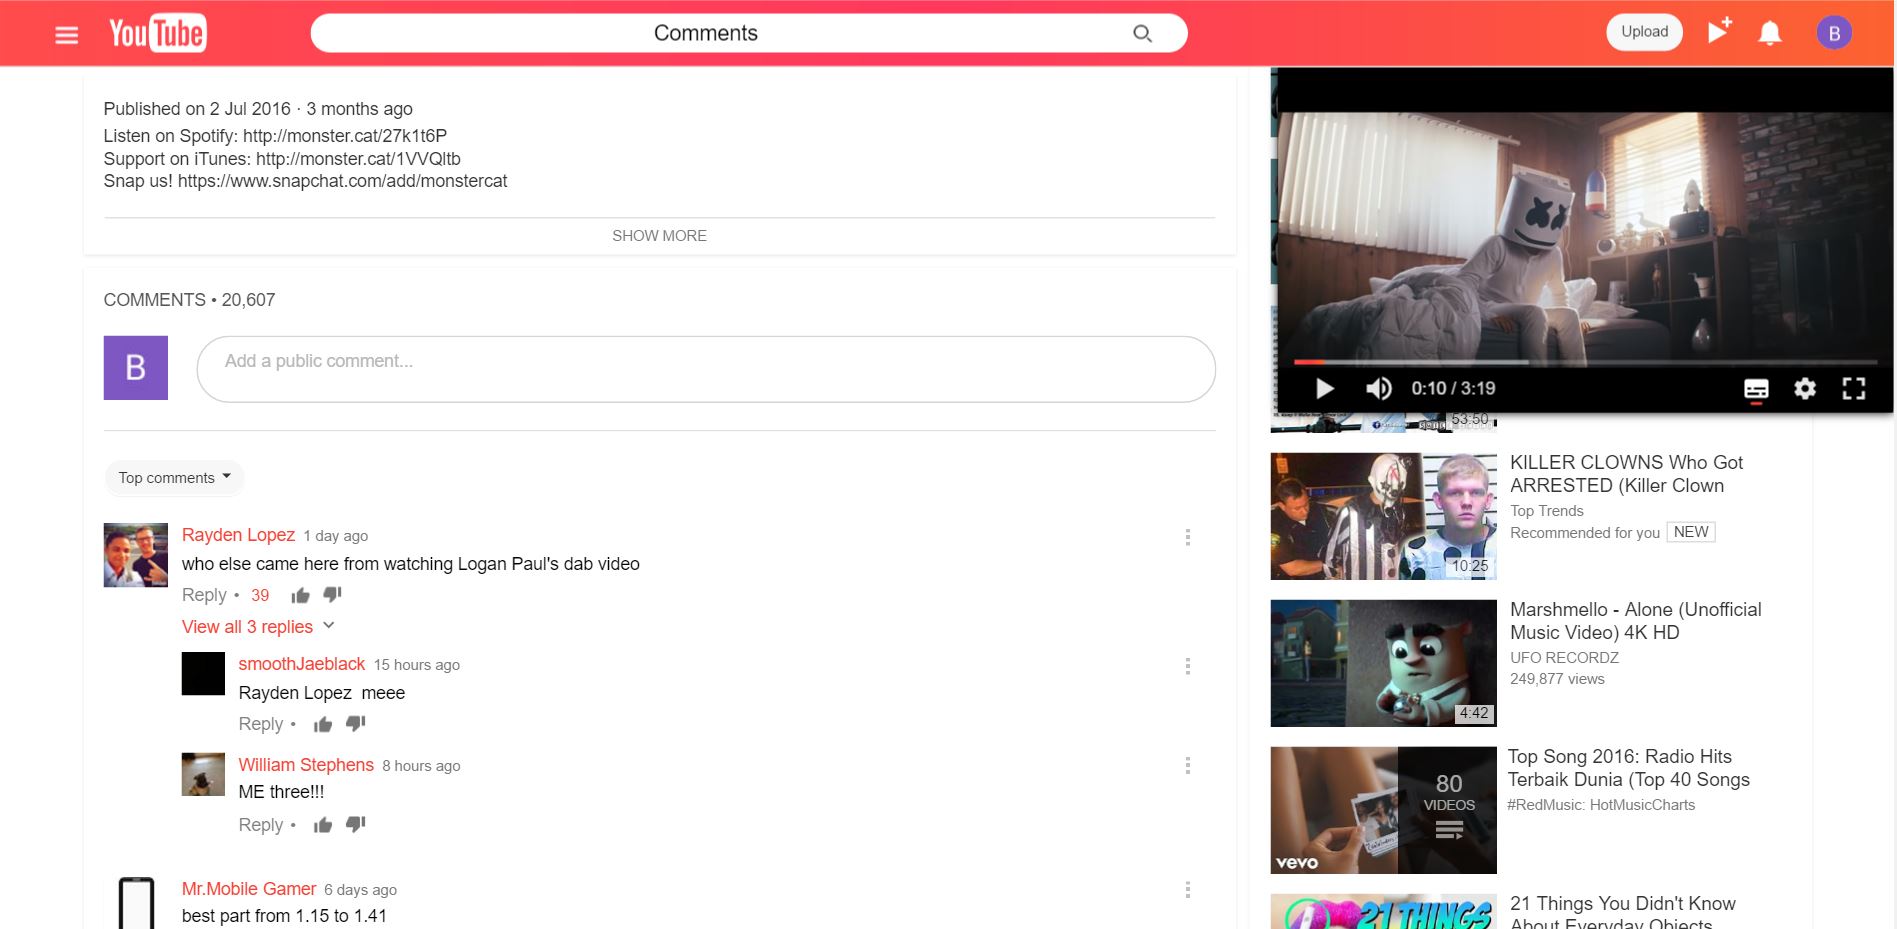 YouTube
Comments
Upload
B
Published on 2 Jul 2016 · 3 months ago
Listen on Spotify: http://monster.cat/27k1t6P
Support on iTunes: http://monster.cat/1VVQltb
Snap us! https://www.snapchat.com/add/monstercat
SHOW MORE
COMMENTS • 20,607
B
Add a public comment...
Top comments
Rayden Lopez 1 day ago
who else came here from watching Logan Paul's dab video
Reply • 39
View all 3 replies
smoothJaeblack 15 hours ago
Rayden Lopez meee
Reply •
William Stephens 8 hours ago
ME three!!!
Reply •
Mr.Mobile Gamer 6 days ago
best part from 1.15 to 1.41
0:10 / 3:19
53:50
KILLER CLOWNS Who Got
ARRESTED (Killer Clown
Top Trends
Recommended for you NEW
10:25
Marshmello - Alone (Unofficial
Music Video) 4K HD
UFO RECORDZ
249,877 views
4:42
Top Song 2016: Radio Hits
Terbaik Dunia (Top 40 Songs
#RedMusic: HotMusicCharts
80
VIDEOS
vevo
21 Things You Didn't Know
About Everyday Objects
21 THINGS